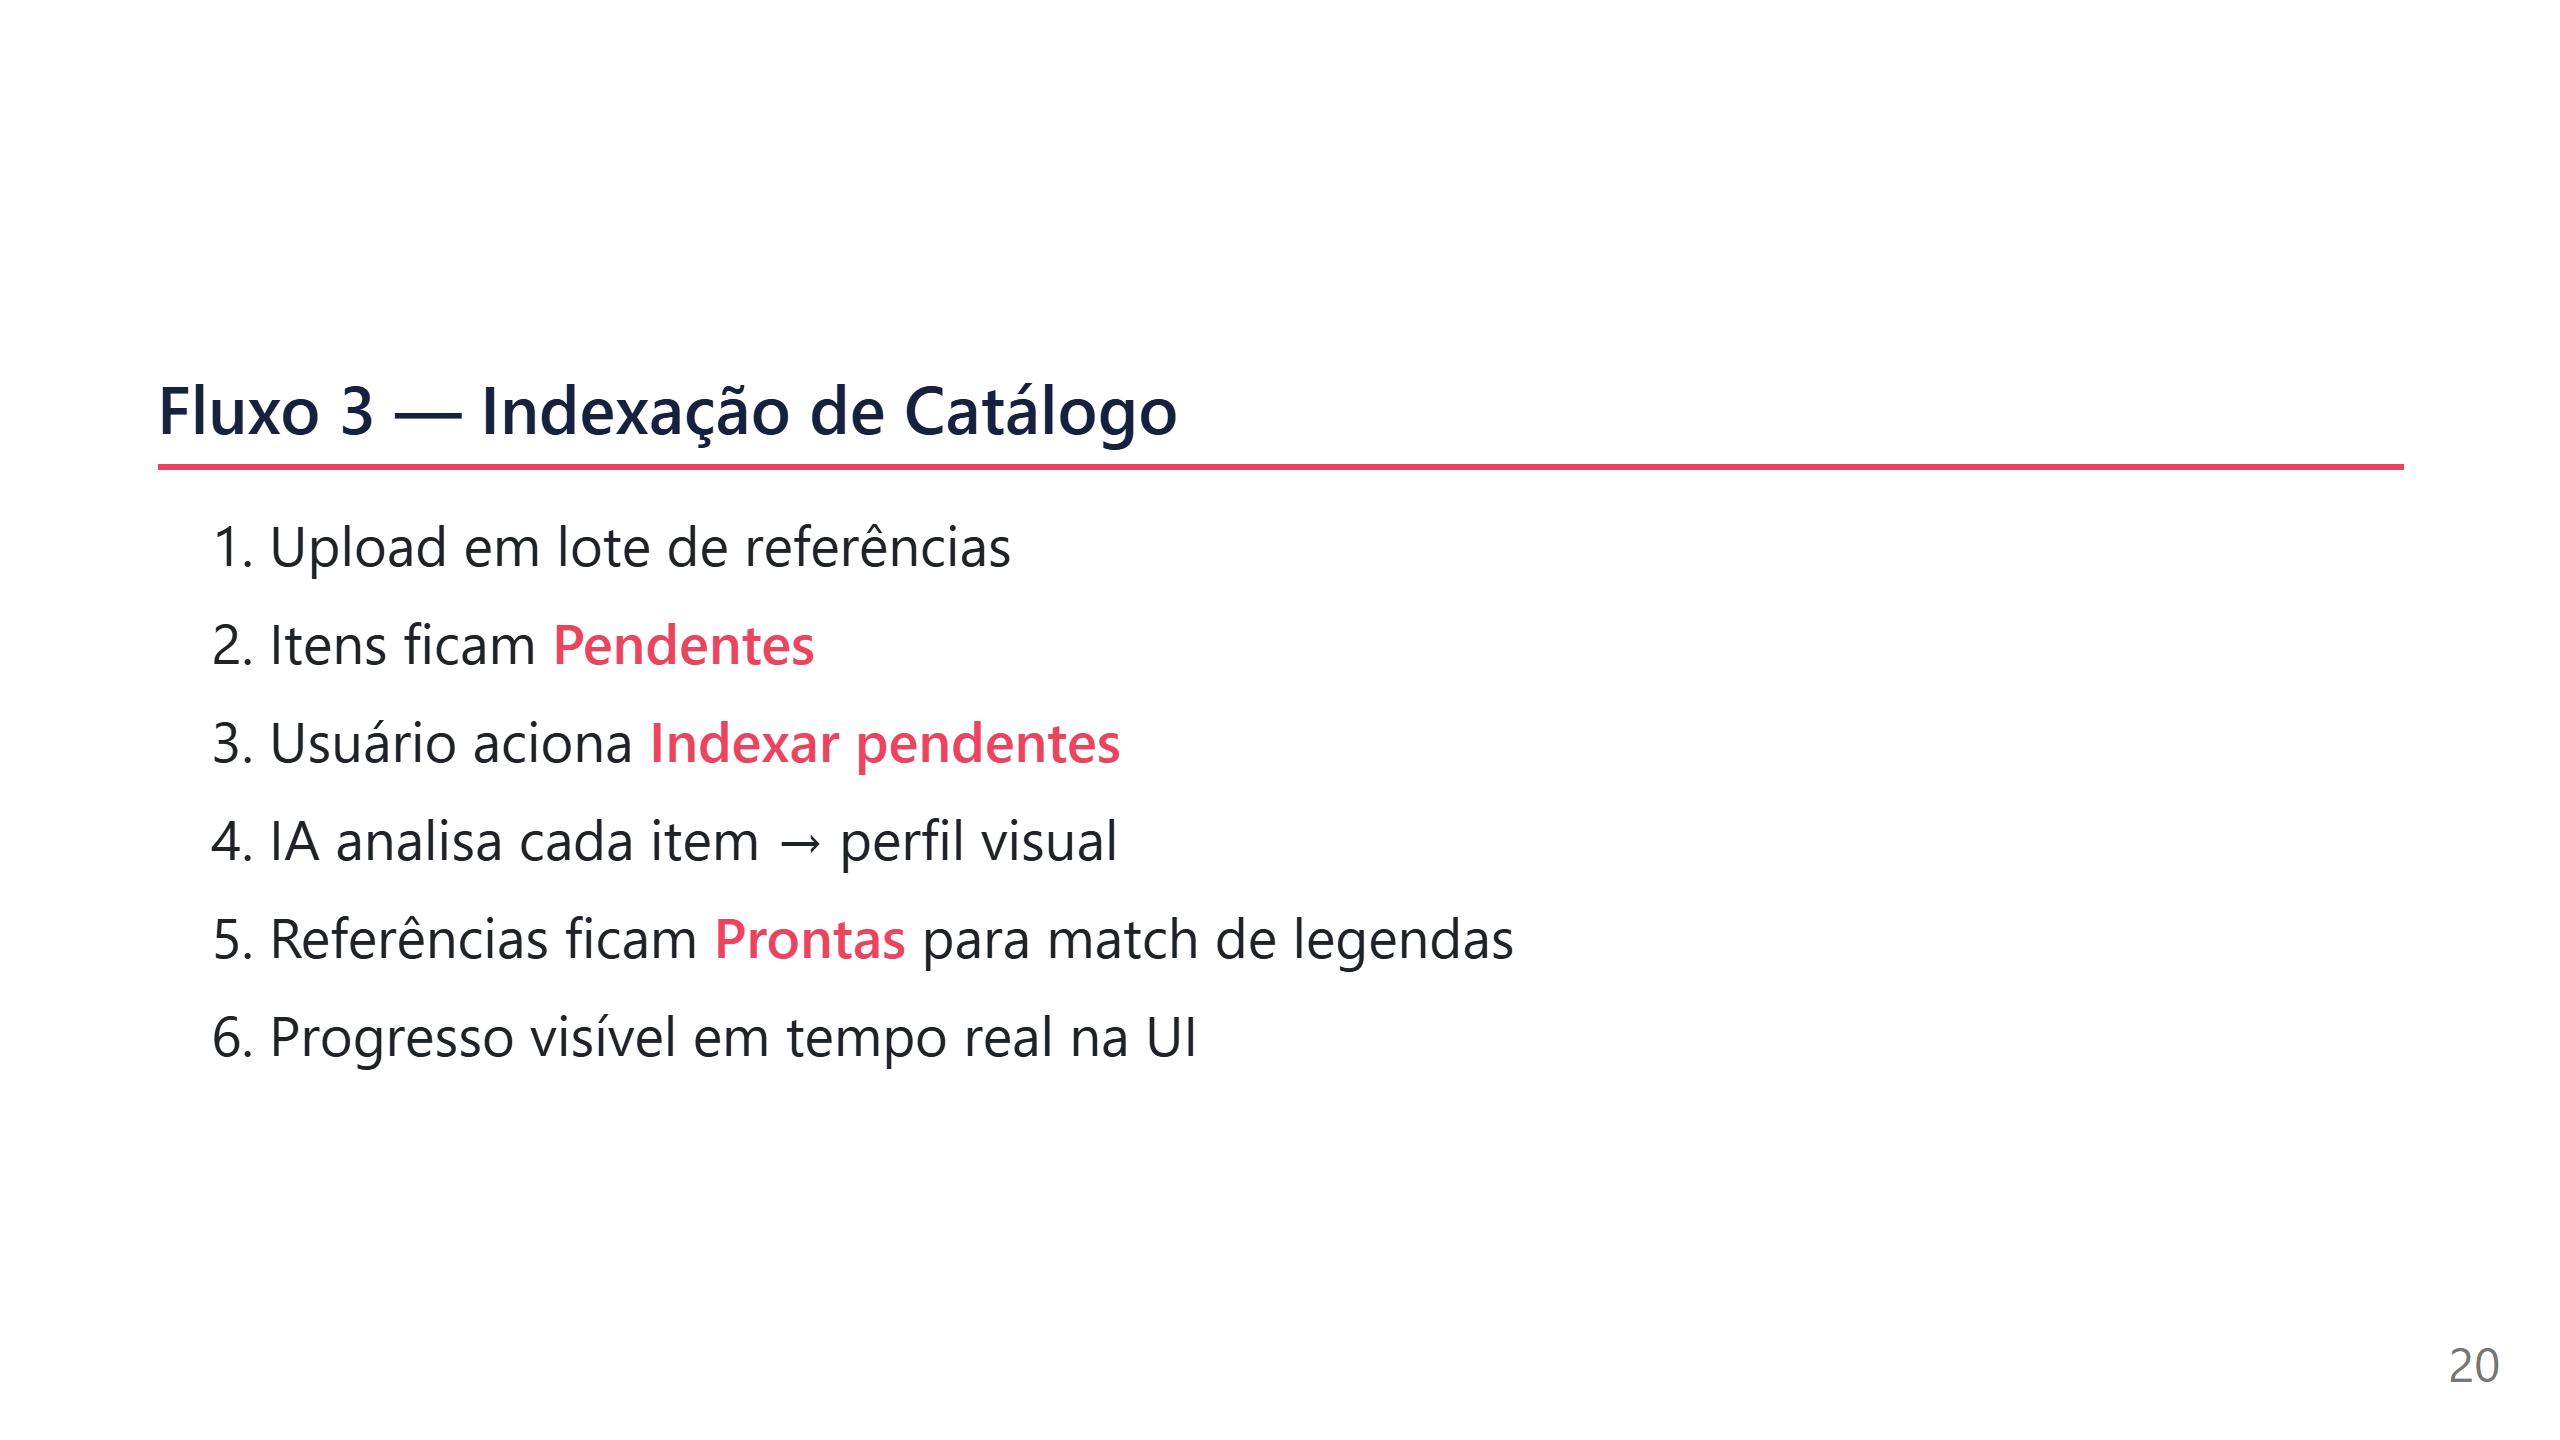 Fluxo 3 — Indexação de Catálogo
1. Upload em lote de referências
2. Itens ficam Pendentes
3. Usuário aciona Indexar pendentes
4. IA analisa cada item → perfil visual
5. Referências ficam Prontas para match de legendas
6. Progresso visível em tempo real na UI
20